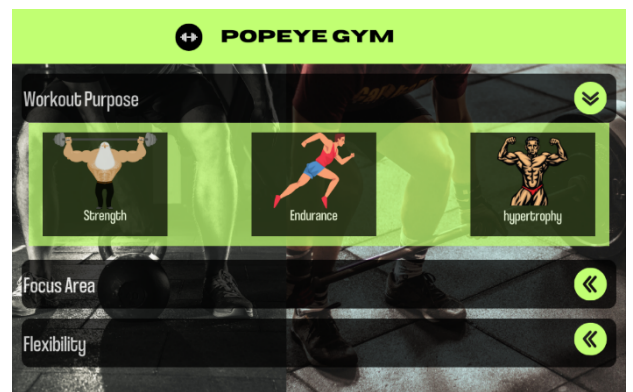 POPEYE GYM
Workout Purpose
Strength
Endurance
hypertrophy
Focus Area
Flexibility